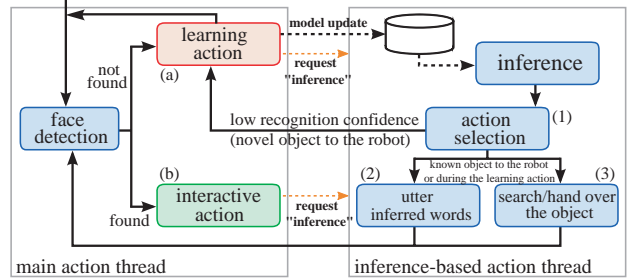 learning
action
(a)
model update
request
"inference"
inference
not
found
face
detection
low recognition confidence
(novel object to the robot)
action
selection
(1)
known object to the robot
or during the learning action
(b)
interactive
action
found
request
"inference"
(2)
utter
inferred words
(3)
search/hand over
the object
main action thread
inference-based action thread